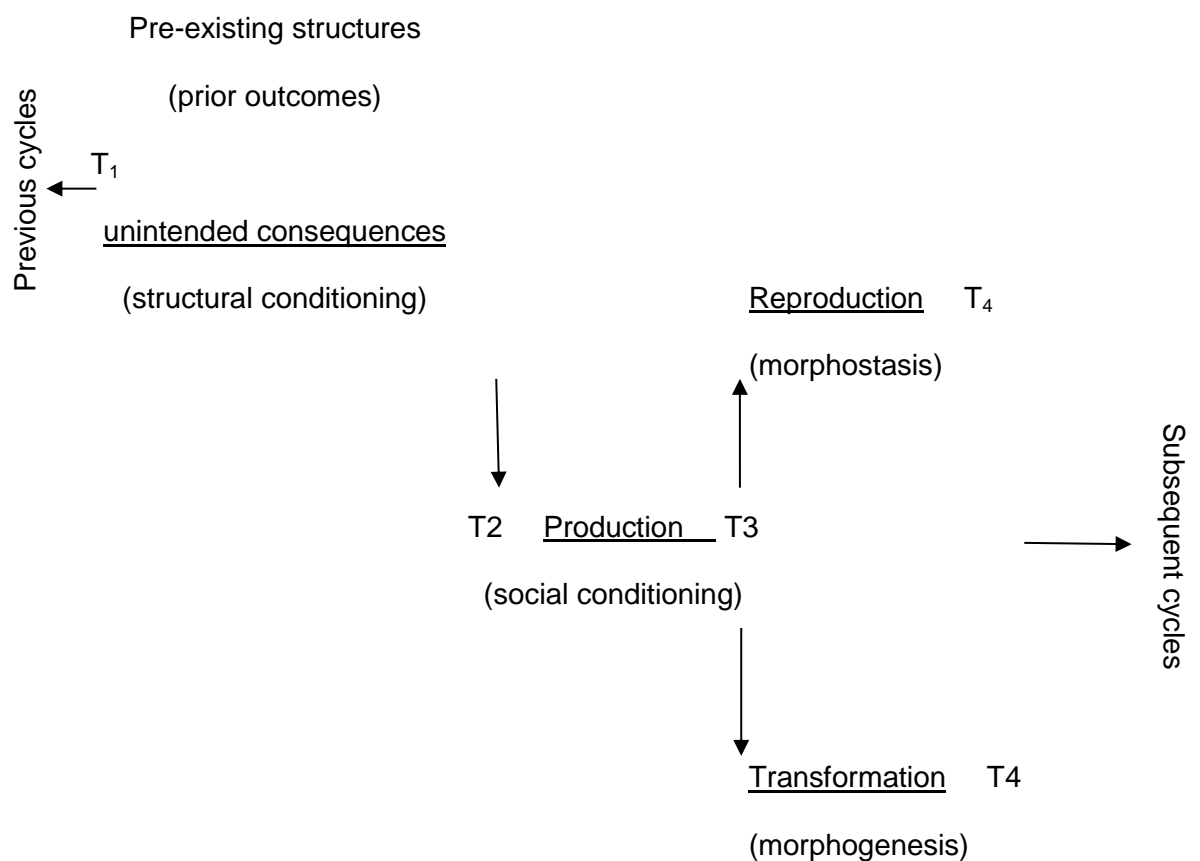 Pre-existing structures
(prior outcomes)
Previous cycles
T₁
unintended consequences
(structural conditioning)
Reproduction T₄
(morphostasis)
T2 Production T3
(social conditioning)
Subsequent cycles
Transformation T4
(morphogenesis)